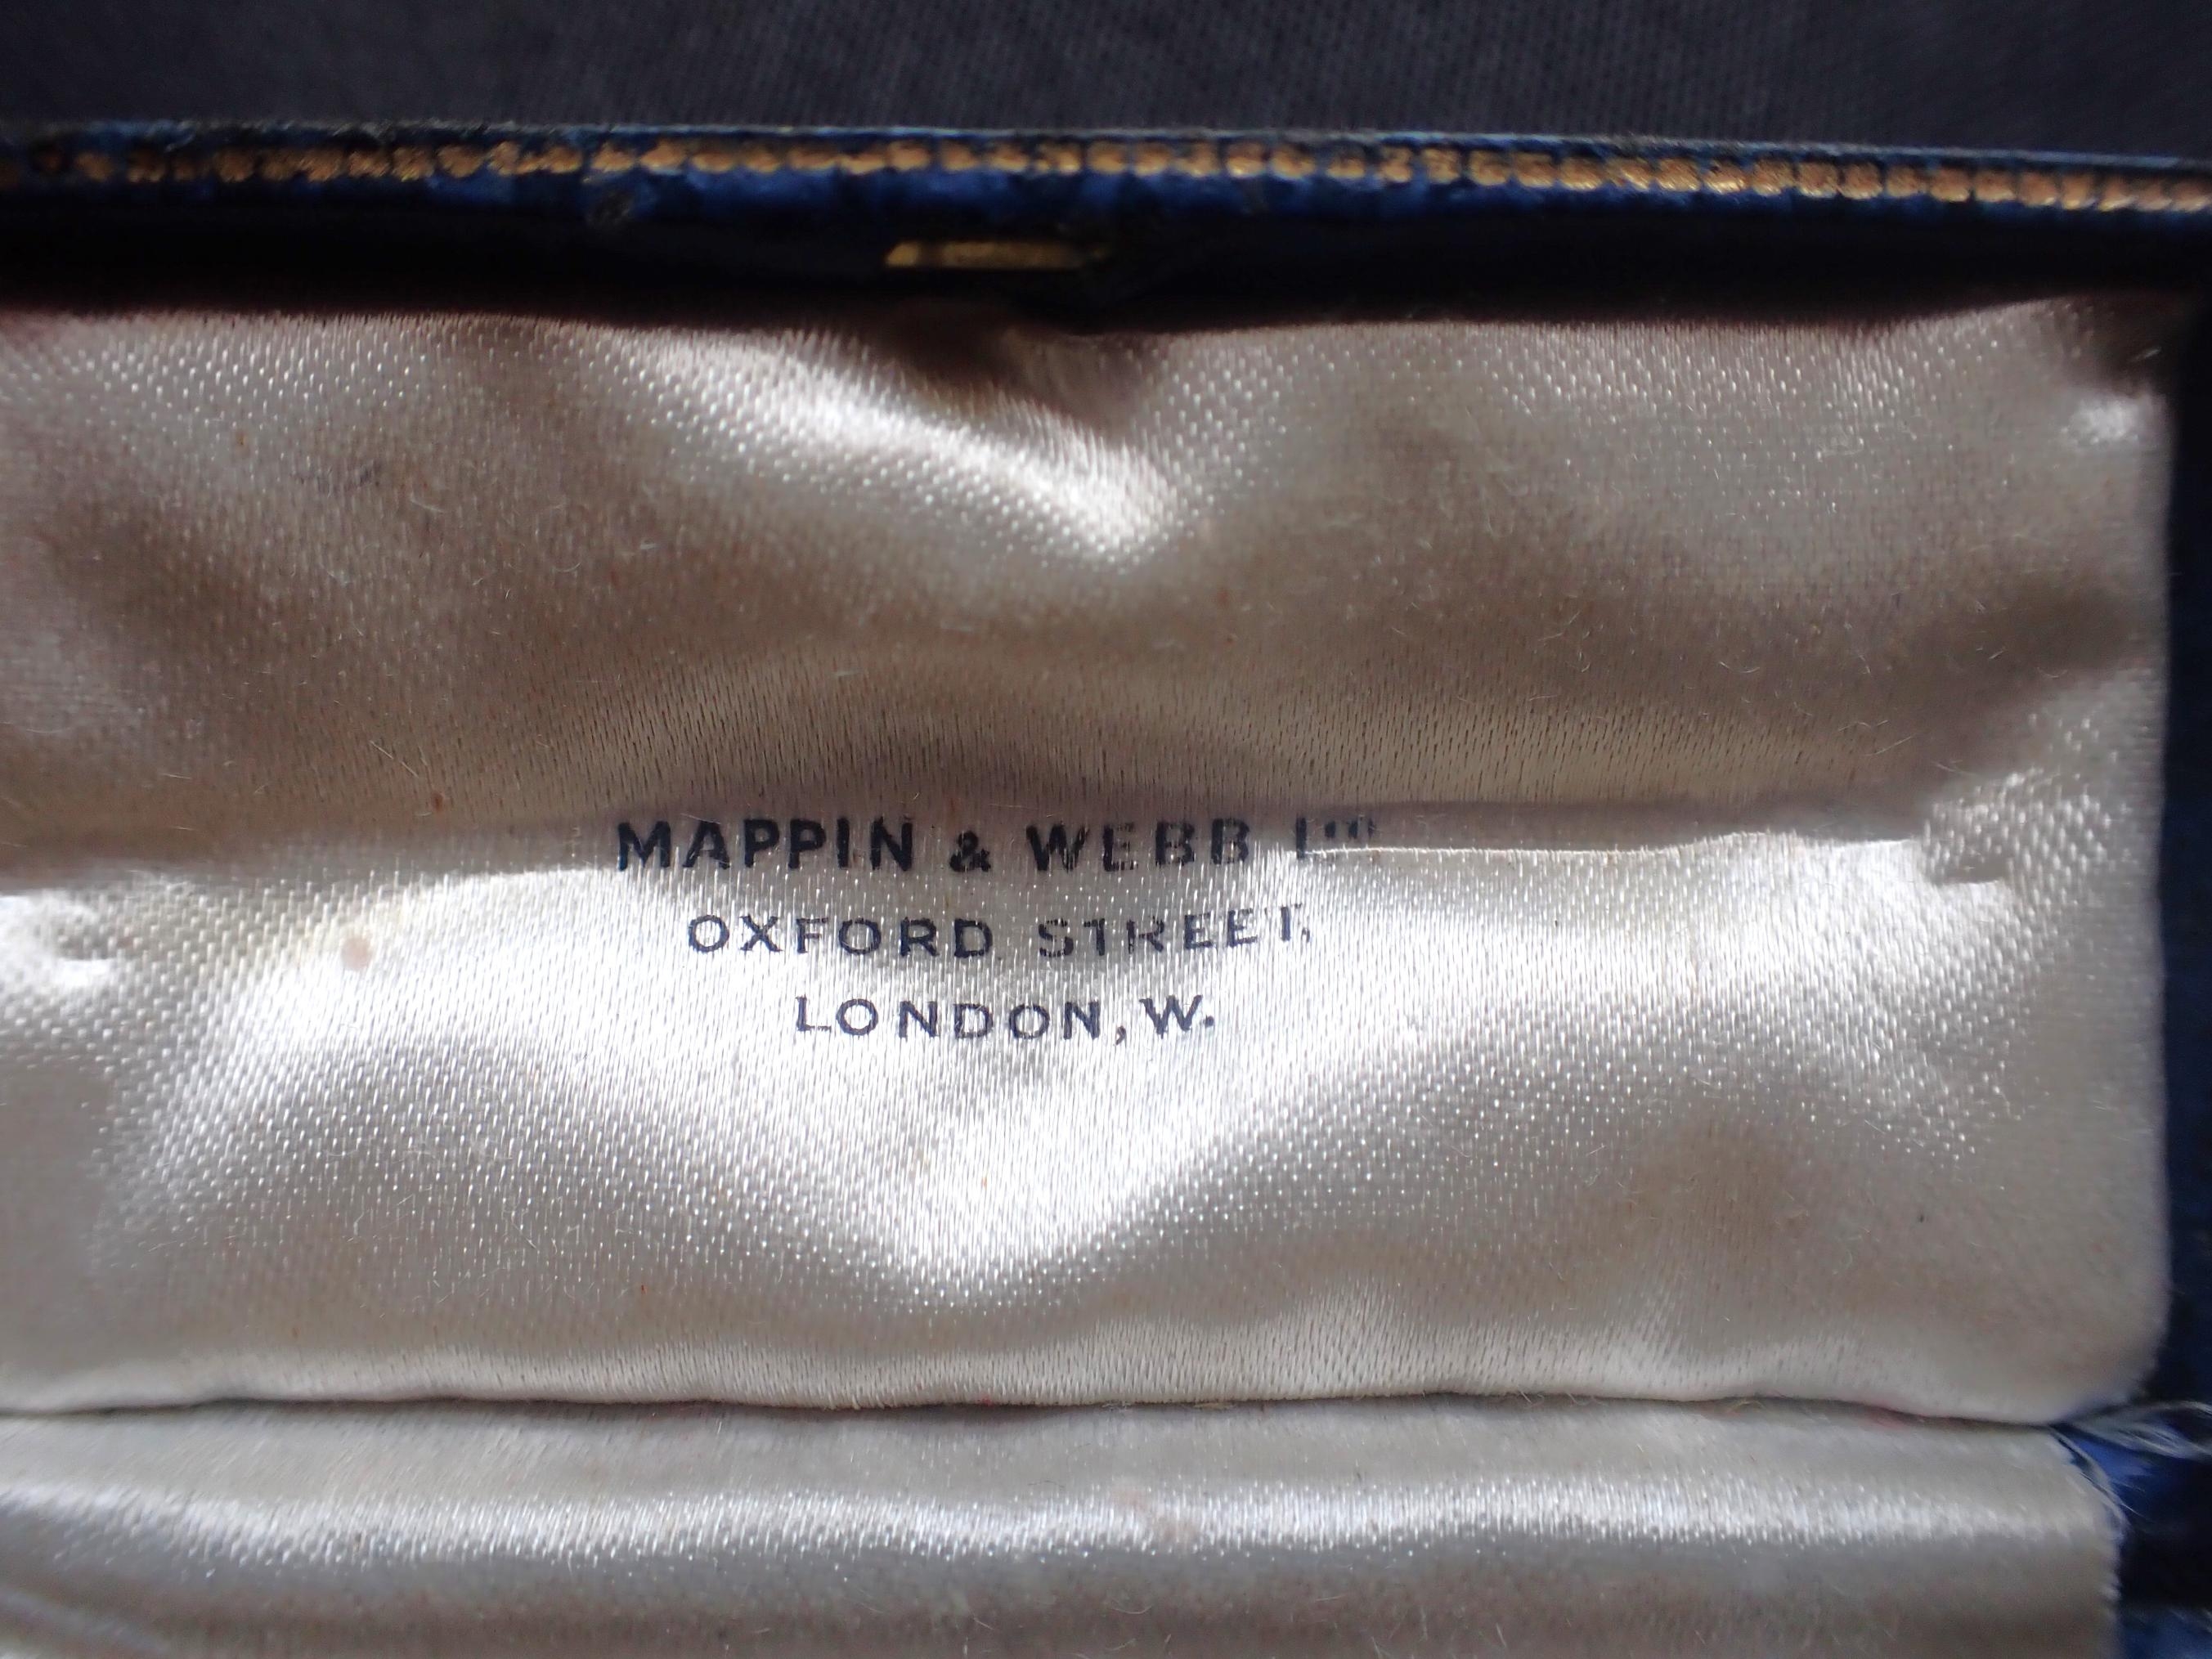 MAPPIN & WEBB LTD
OXFORD STREET,
LONDON, W.